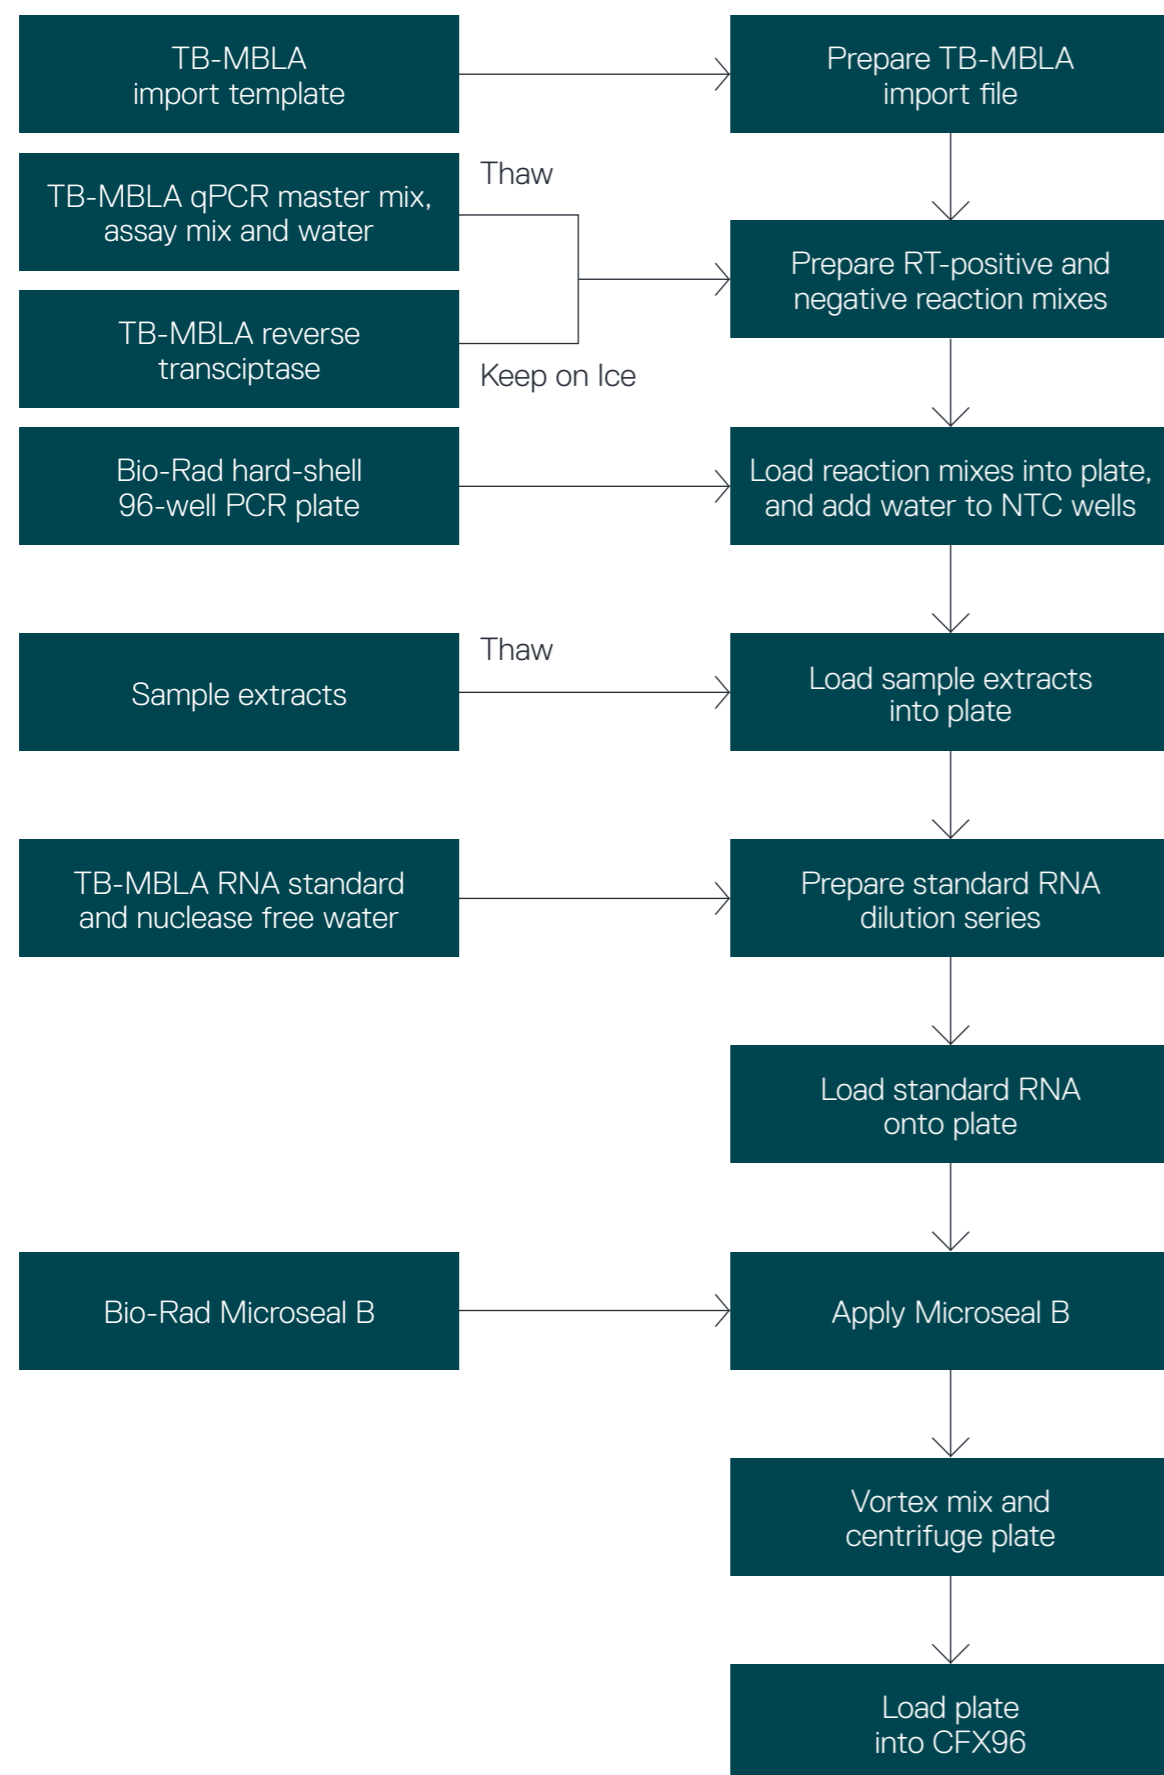 TB-MBLA
import template
Prepare TB-MBLA
import file
TB-MBLA qPCR master mix,
assay mix and water
Thaw
TB-MBLA reverse
transciptase
Keep on Ice
Prepare RT-positive and
negative reaction mixes
Bio-Rad hard-shell
96-well PCR plate
Load reaction mixes into plate,
and add water to NTC wells
Sample extracts
Thaw
Load sample extracts
into plate
TB-MBLA RNA standard
and nuclease free water
Prepare standard RNA
dilution series
Load standard RNA
onto plate
Bio-Rad Microseal B
Apply Microseal B
Vortex mix and
centrifuge plate
Load plate
into CFX96